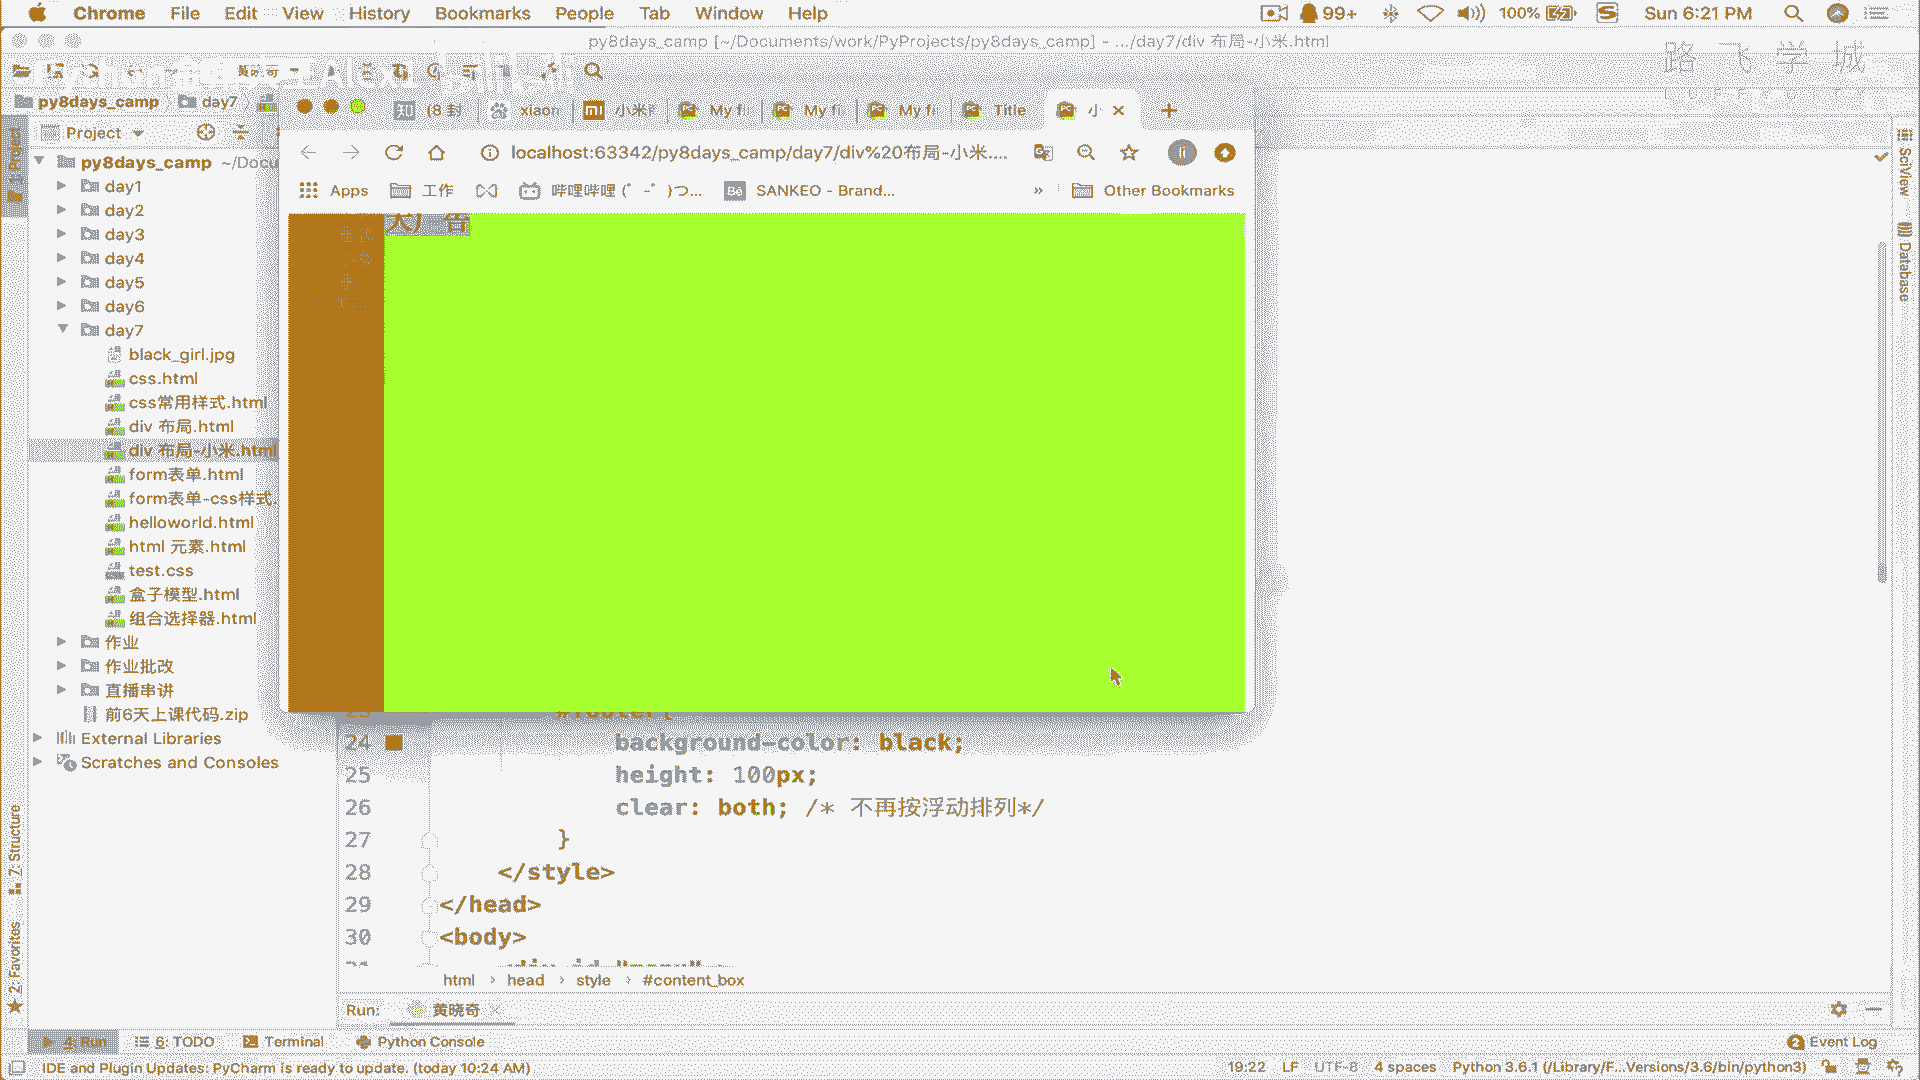 Chrome File Edit View History Bookmarks People Tab Window Help 99+ 100% Sun 6:21 PM
py8days_camp [~/Documents/work/PyProjects/py8days_camp] - .../day7/div 布局-小米.html
路飞学城
py8days_camp day7
知 (8 封 xiaon mi 小米 My fi My fi My fi Title 小
Project
localhost:63342/py8days_camp/day7/div%20布局-小米....
py8days_camp ~/Docu
Apps 工作 哔哩哔哩 (゜-゜)つ... Bē SANKEO - Brand... » Other Bookmarks
day1
day2
day3
day4
day5
day6
day7
black_girl.jpg
css.html
css常用样式.html
div 布局.html
div 布局-小米.html
form表单.html
form表单-css样式.
helloworld.html
html 元素.html
test.css
盒子模型.html
组合选择器.html
作业
作业批改
直播串讲
前6天上课代码.zip
External Libraries
Scratches and Consoles
SciView
Database
7: Structure
2: Favorites
23 #footer{
24 background-color: black;
25 height: 100px;
26 clear: both; /* 不再按浮动排列*/
27 }
28 </style>
29 </head>
30 <body>
html › head › style › #content_box
Run: 黄晓奇
4: Run 6: TODO Terminal Python Console 2 Event Log
IDE and Plugin Updates: PyCharm is ready to update. (today 10:24 AM) 19:22 LF UTF-8 4 spaces Python 3.6.1 (/Library/F...Versions/3.6/bin/python3)